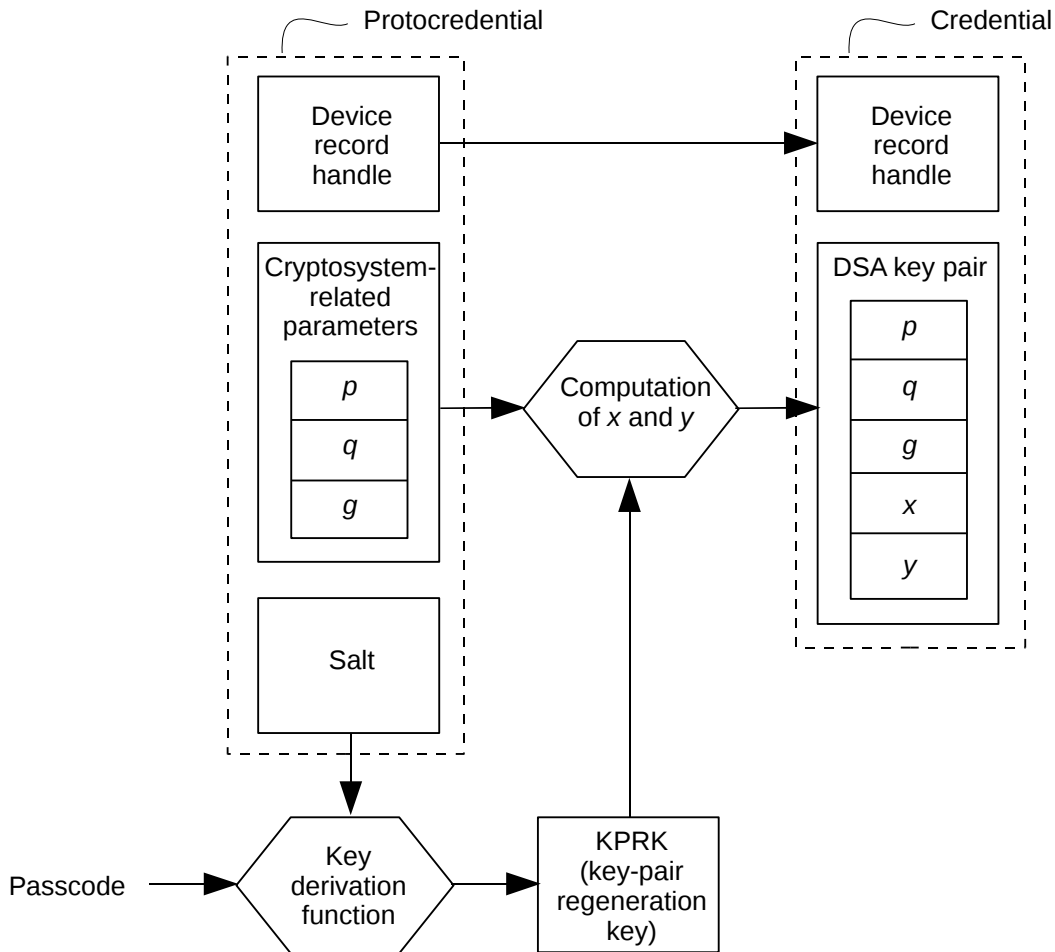 Protocredential
Credential
Device
record
handle
Device
record
handle
Cryptosystem-
related
parameters
p
q
g
Computation
of x and y
DSA key pair
p
q
g
x
y
Salt
Passcode
Key
derivation
function
KPRK
(key-pair
regeneration
key)